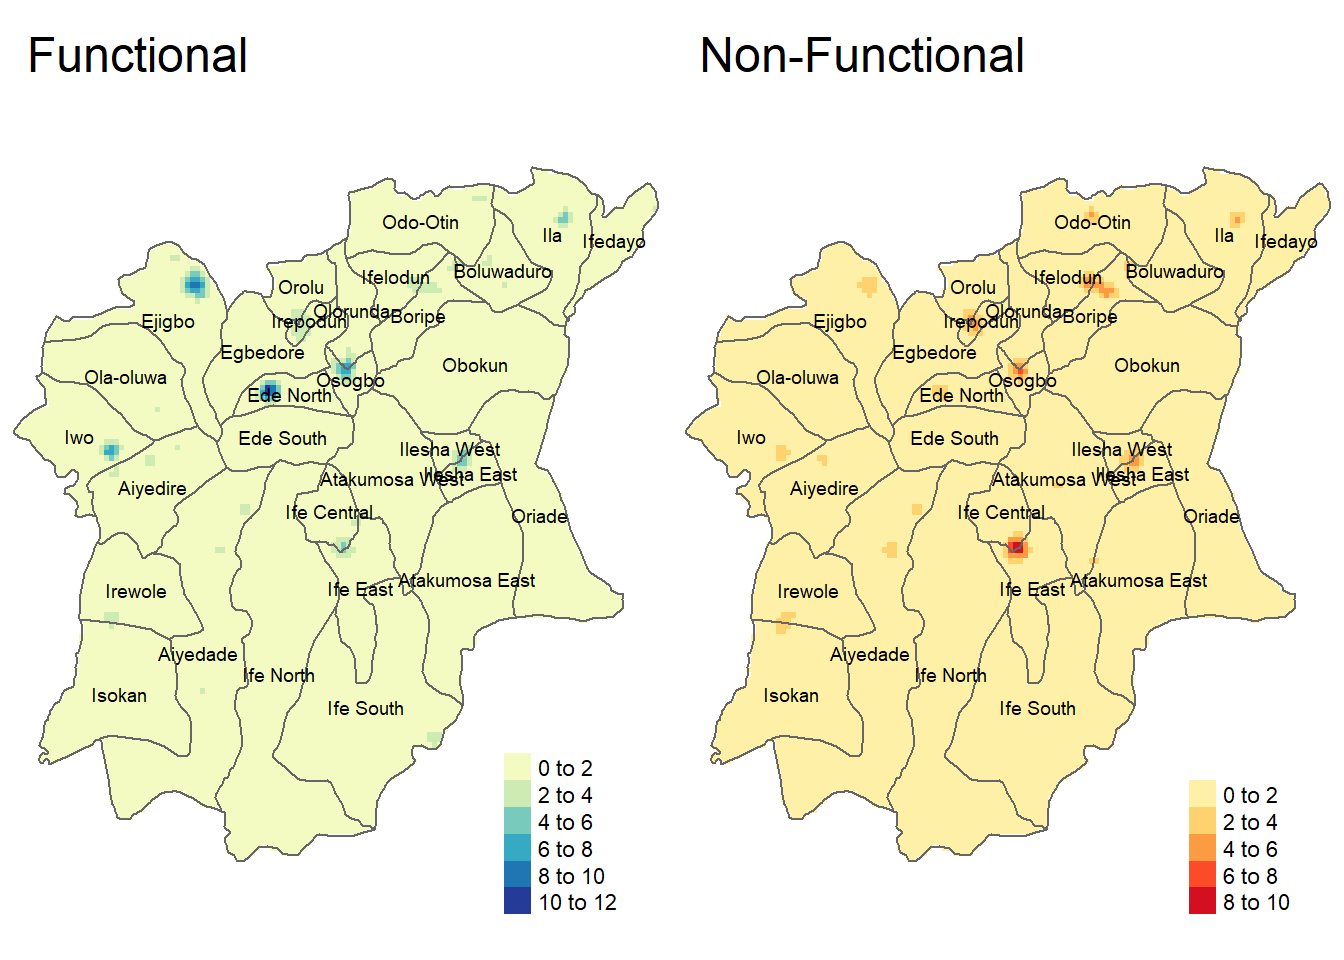 Functional
Odo-Otin
Ila
Ifedayo
Ifelodun
Boluwaduro
Orolu
Olorunda
Irepodun
Boripe
Ejigbo
Egbedore
Obokun
Ola-oluwa
Osogbo
Ede North
Iwo
Ede South
Ilesha West
Ilesha East
Atakumosa West
Aiyedire
Ife Central
Oriade
Atakumosa East
Irewole
Ife East
Aiyedade
Ife North
Isokan
Ife South
0 to 2
2 to 4
4 to 6
6 to 8
8 to 10
10 to 12
Non-Functional
Odo-Otin
Ila
Ifedayo
Ifelodun
Boluwaduro
Orolu
Olorunda
Irepodun
Boripe
Ejigbo
Egbedore
Obokun
Ola-oluwa
Osogbo
Ede North
Iwo
Ede South
Ilesha West
Ilesha East
Atakumosa West
Aiyedire
Ife Central
Oriade
Atakumosa East
Irewole
Ife East
Aiyedade
Ife North
Isokan
Ife South
0 to 2
2 to 4
4 to 6
6 to 8
8 to 10